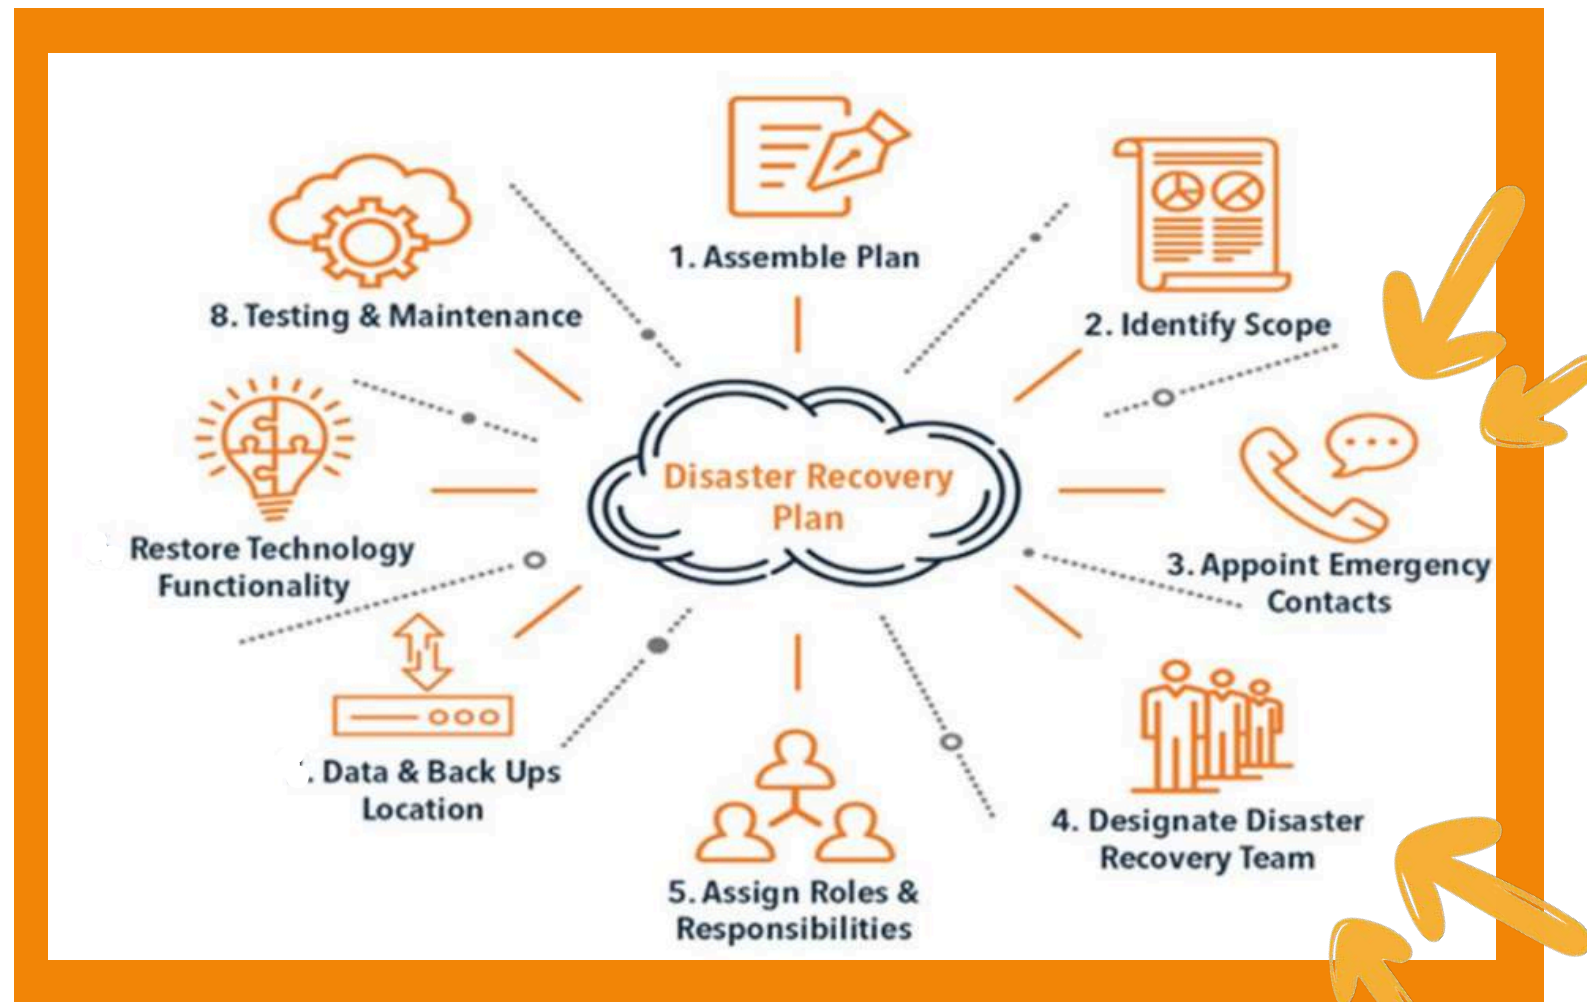 1. Assemble Plan
2. Identify Scope
3. Appoint Emergency
Contacts
4. Designate Disaster
Recovery Team
5. Assign Roles &
Responsibilities
. Data & Back Ups
Location
Restore Technology
Functionality
8. Testing & Maintenance
Disaster Recovery
Plan